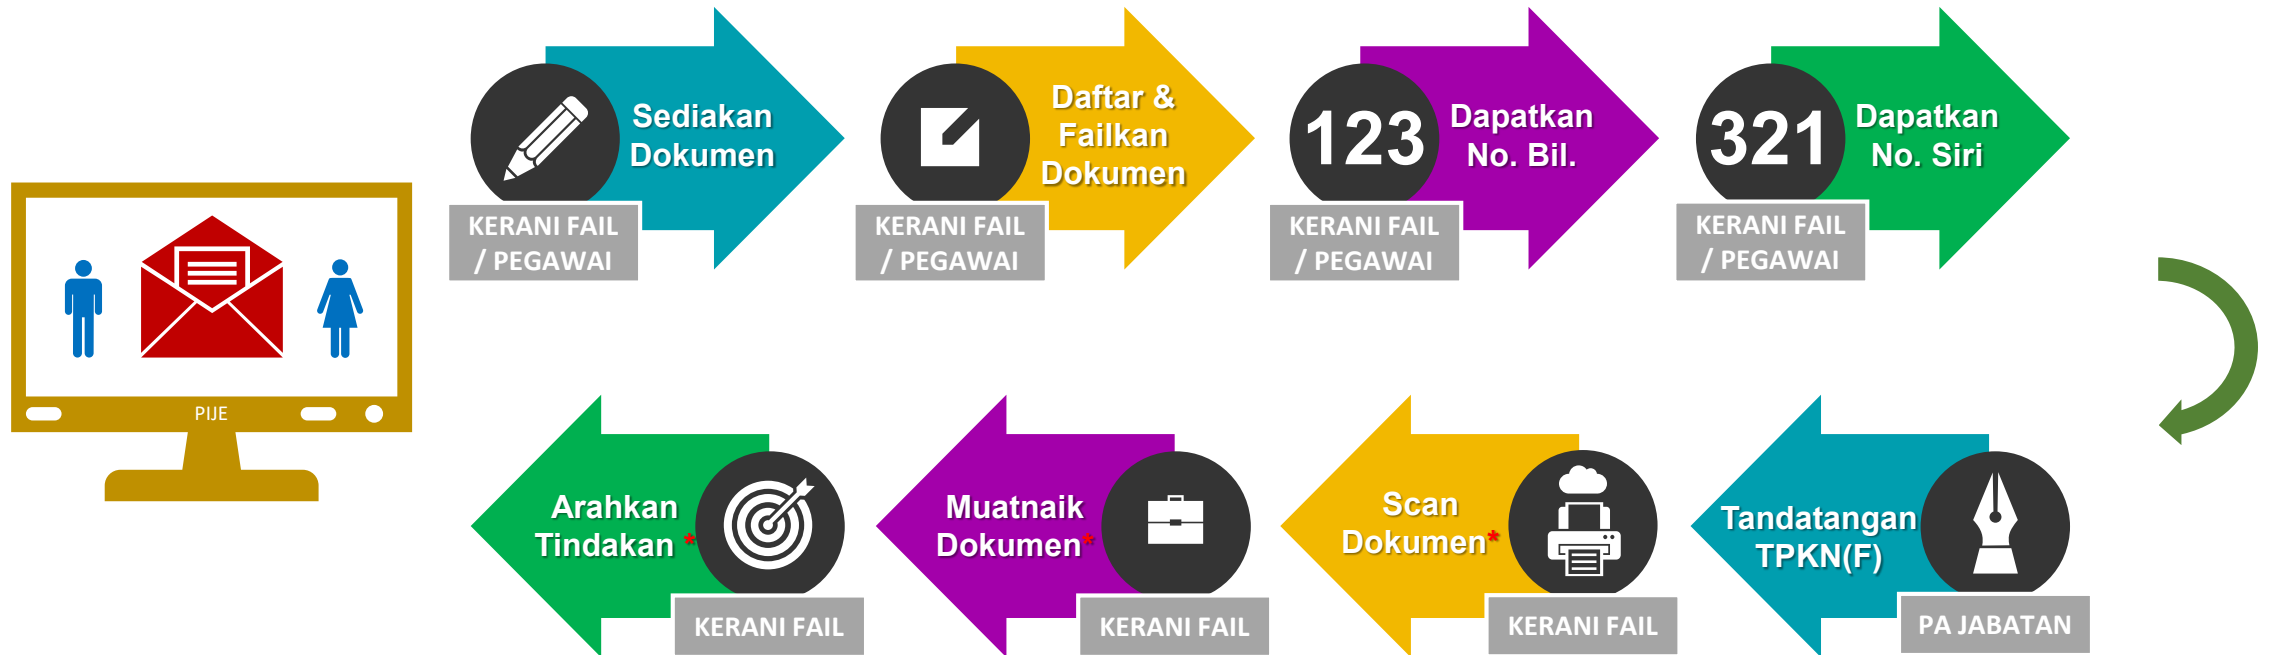 Sediakan
Dokumen
KERANI FAIL
/ PEGAWAI
Daftar &
Failkan
Dokumen
KERANI FAIL
/ PEGAWAI
123
Dapatkan
No. Bil.
KERANI FAIL
/ PEGAWAI
321
Dapatkan
No. Siri
KERANI FAIL
/ PEGAWAI
PIJE
Tandatangan
TPKN(F)
PA JABATAN
Scan
Dokumen*
KERANI FAIL
Muatnaik
Dokumen*
KERANI FAIL
Arahkan
Tindakan *
KERANI FAIL